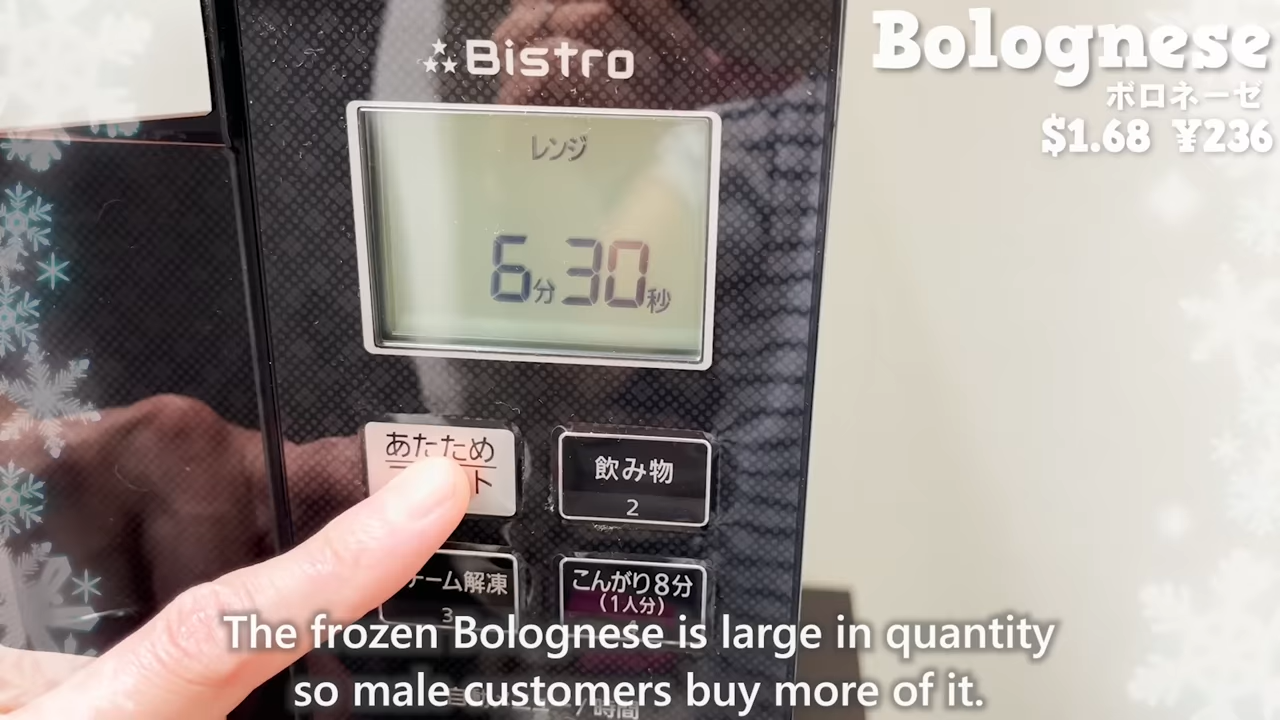 Bistro
Bolognese
ボロネーゼ
$1.68 ¥236
レンジ
6分30秒
あたため
ト
飲み物
2
ーム解凍
3
こんがり8分
(1人分)
The frozen Bolognese is large in quantity
so male customers buy more of it.